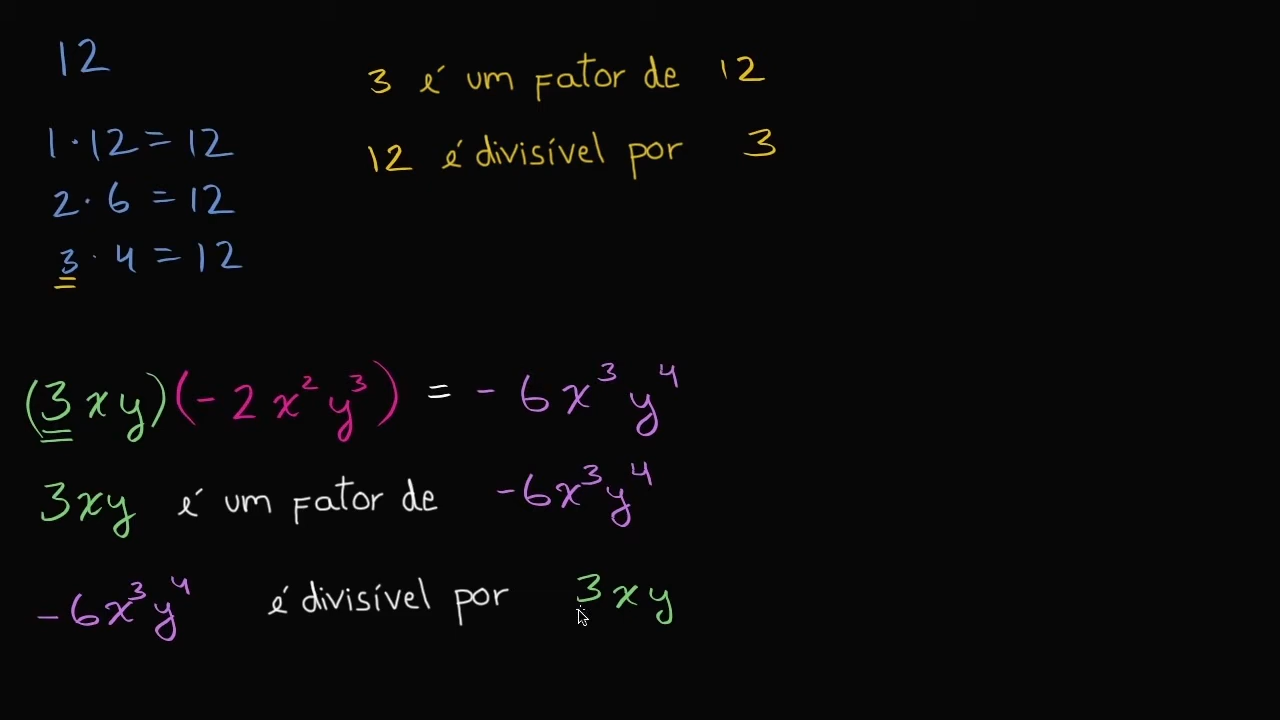 12
3 é um fator de 12
12 é divisível por 3
1 · 12 = 12
2 · 6 = 12
3 · 4 = 12
(3xy)(-2x²y³) = -6x³y⁴
3xy é um fator de -6x³y⁴
-6x³y⁴ é divisível por 3xy